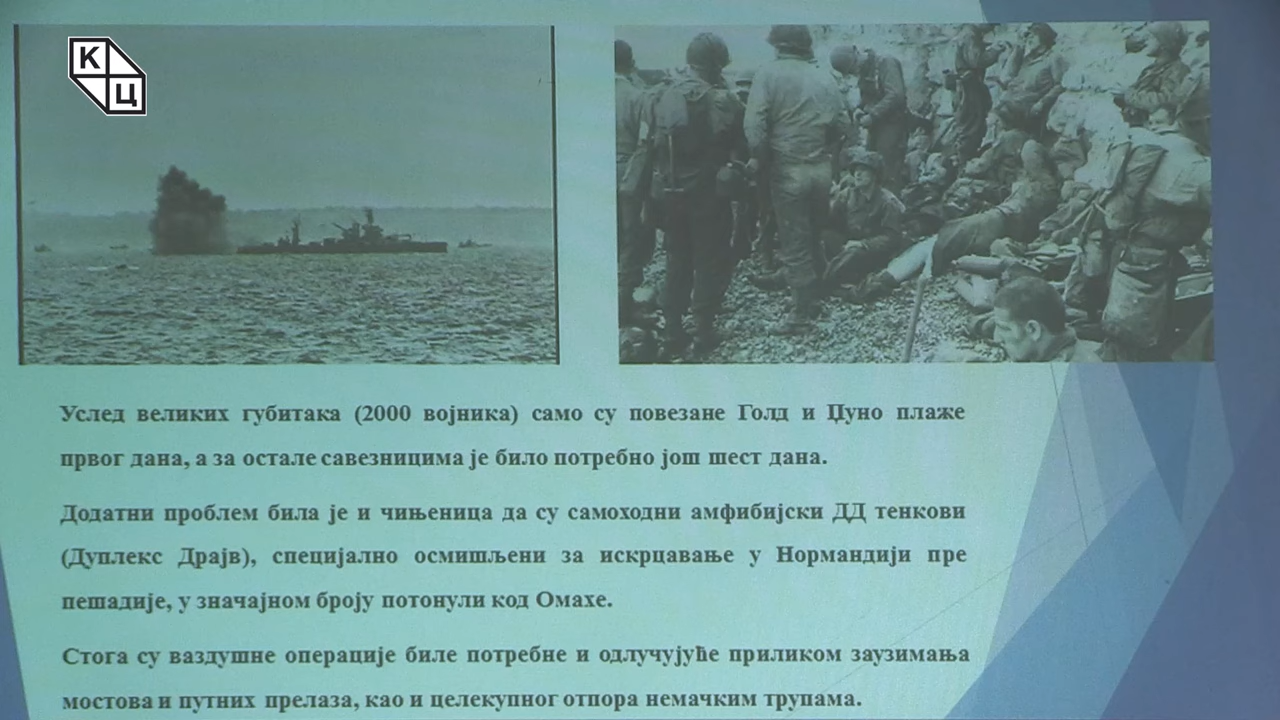 К
Ц
Услед великих губитака (2000 војника) само су повезане Голд и Џуно плаже
првог дана, а за остале савезницима је било потребно још шест дана.
Додатни проблем била је и чињеница да су самоходни амфибијски ДД тенкови
(Дуплекс Драјв), специјално осмишљени за искрцавање у Нормандији пре
пешадије, у значајном броју потонули код Омахе.
Стога су ваздушне операције биле потребне и одлучујуће приликом заузимања
мостова и путних прелаза, као и целекупног отпора немачким трупама.